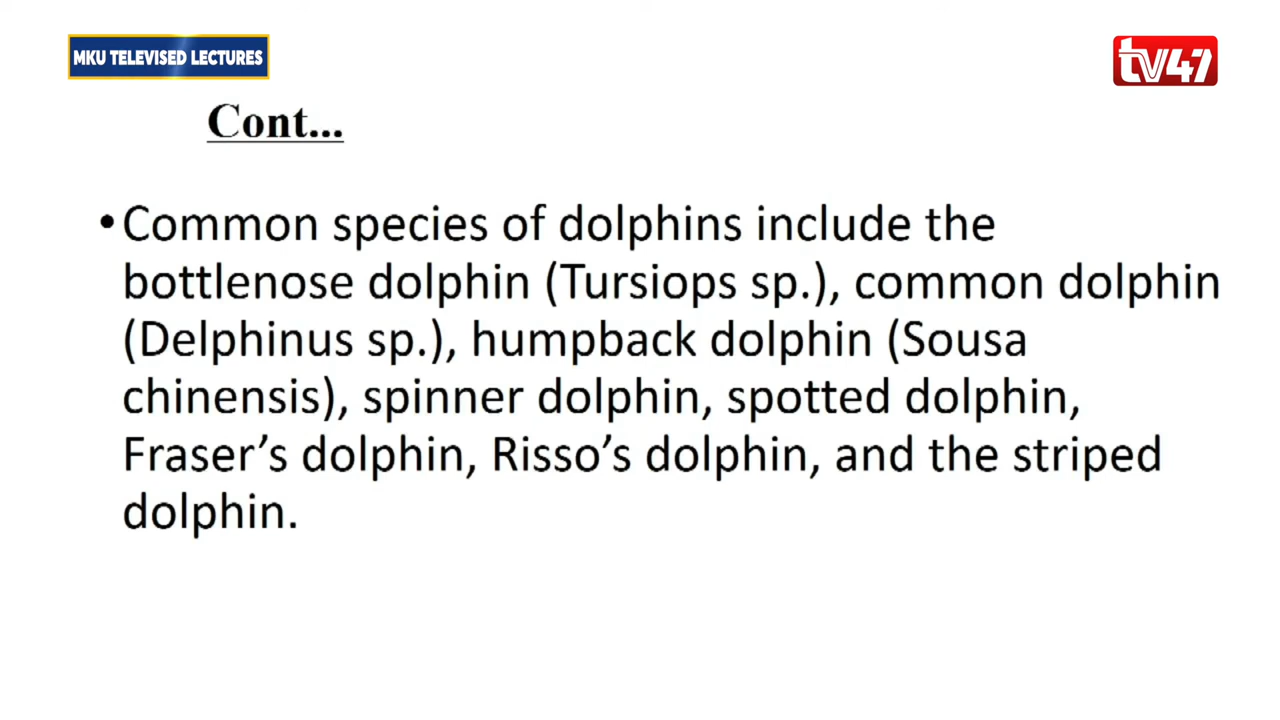 MKU TELEVISED LECTURES
tv47
Cont...
• Common species of dolphins include the
bottlenose dolphin (Tursiops sp.), common dolphin
(Delphinus sp.), humpback dolphin (Sousa
chinensis), spinner dolphin, spotted dolphin,
Fraser’s dolphin, Risso’s dolphin, and the striped
dolphin.